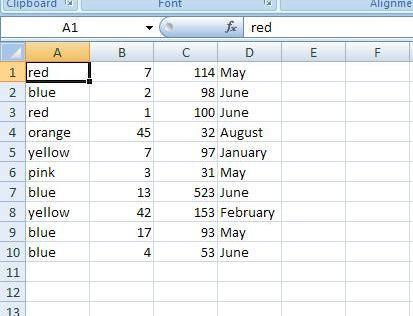 Clipboard Font Alignme
A1 fx red
A B C D E F
1 red 7 114 May
2 blue 2 98 June
3 red 1 100 June
4 orange 45 32 August
5 yellow 7 97 January
6 pink 3 31 May
7 blue 13 523 June
8 yellow 42 153 February
9 blue 17 93 May
10 blue 4 53 June
11
12
13